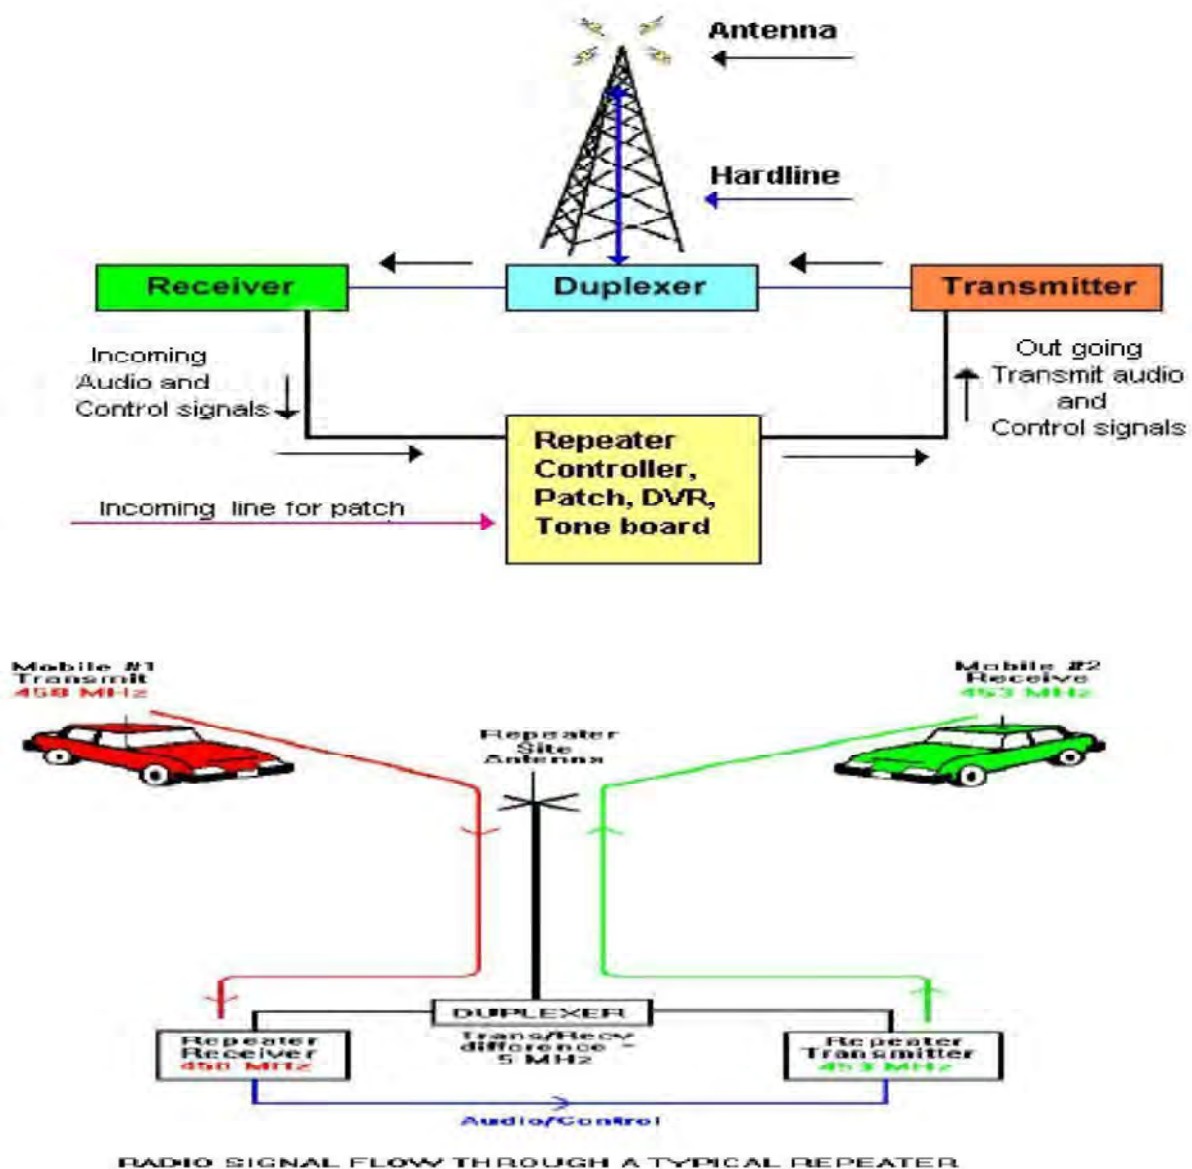 Antenna
Hardline
Receiver
Duplexer
Transmitter
Incoming
Audio and
Control signals
Out going
Transmit audio
and
Control signals
Repeater
Controller,
Patch, DVR,
Tone board
Incoming line for patch
Mobile #1
Transmit
458 MHz
Mobile #2
Receive
453 MHz
Repeater
Site
Antenna
DUPLEXER
Trans/Recv
difference
5 MHz
Repeater
Receiver
MHz
Repeater
Transmitter
453 MHz
Audio/Control
RADIO SIGNAL FLOW THROUGH A TYPICAL REPEATER